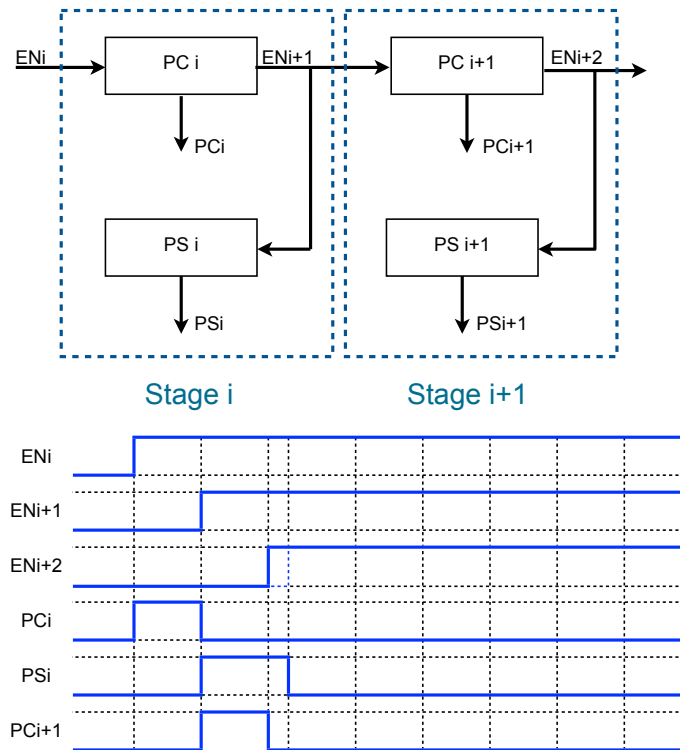 ENi
PC i
ENi+1
PC i+1
ENi+2
PCi
PCi+1
PS i
PS i+1
PSi
PSi+1
Stage i
Stage i+1
ENi
ENi+1
ENi+2
PCi
PSi
PCi+1